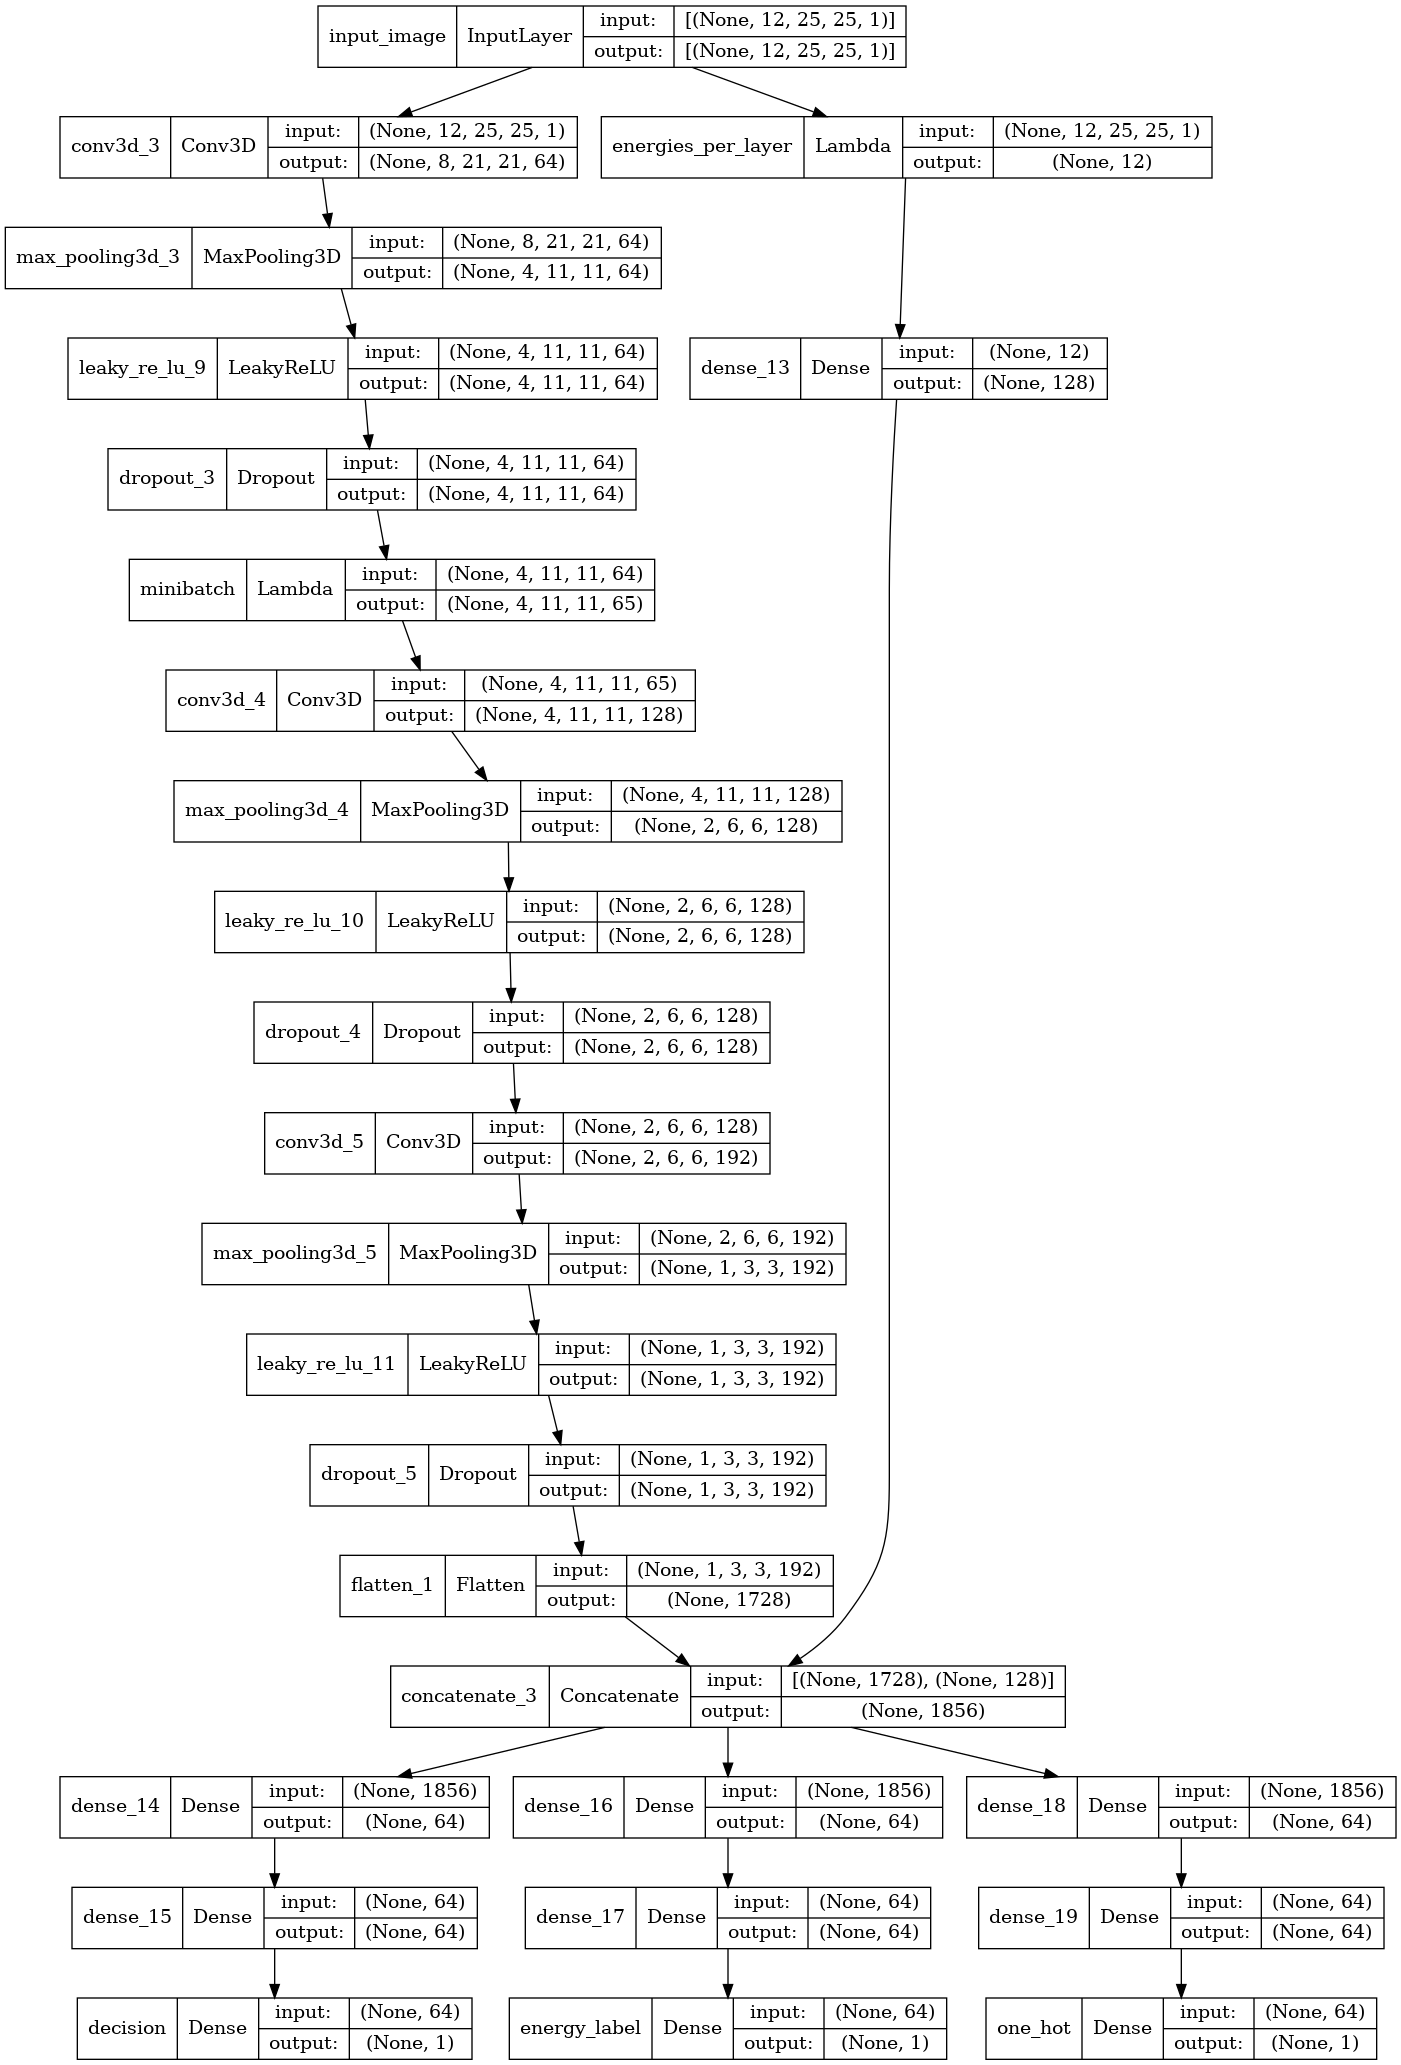 input_image InputLayer input: [(None, 12, 25, 25, 1)]
output: [(None, 12, 25, 25, 1)]
conv3d_3 Conv3D input: (None, 12, 25, 25, 1)
output: (None, 8, 21, 21, 64)
energies_per_layer Lambda input: (None, 12, 25, 25, 1)
output: (None, 12)
max_pooling3d_3 MaxPooling3D input: (None, 8, 21, 21, 64)
output: (None, 4, 11, 11, 64)
leaky_re_lu_9 LeakyReLU input: (None, 4, 11, 11, 64)
output: (None, 4, 11, 11, 64)
dense_13 Dense input: (None, 12)
output: (None, 128)
dropout_3 Dropout input: (None, 4, 11, 11, 64)
output: (None, 4, 11, 11, 64)
minibatch Lambda input: (None, 4, 11, 11, 64)
output: (None, 4, 11, 11, 65)
conv3d_4 Conv3D input: (None, 4, 11, 11, 65)
output: (None, 4, 11, 11, 128)
max_pooling3d_4 MaxPooling3D input: (None, 4, 11, 11, 128)
output: (None, 2, 6, 6, 128)
leaky_re_lu_10 LeakyReLU input: (None, 2, 6, 6, 128)
output: (None, 2, 6, 6, 128)
dropout_4 Dropout input: (None, 2, 6, 6, 128)
output: (None, 2, 6, 6, 128)
conv3d_5 Conv3D input: (None, 2, 6, 6, 128)
output: (None, 2, 6, 6, 192)
max_pooling3d_5 MaxPooling3D input: (None, 2, 6, 6, 192)
output: (None, 1, 3, 3, 192)
leaky_re_lu_11 LeakyReLU input: (None, 1, 3, 3, 192)
output: (None, 1, 3, 3, 192)
dropout_5 Dropout input: (None, 1, 3, 3, 192)
output: (None, 1, 3, 3, 192)
flatten_1 Flatten input: (None, 1, 3, 3, 192)
output: (None, 1728)
concatenate_3 Concatenate input: [(None, 1728), (None, 128)]
output: (None, 1856)
dense_14 Dense input: (None, 1856)
output: (None, 64)
dense_16 Dense input: (None, 1856)
output: (None, 64)
dense_18 Dense input: (None, 1856)
output: (None, 64)
dense_15 Dense input: (None, 64)
output: (None, 64)
dense_17 Dense input: (None, 64)
output: (None, 64)
dense_19 Dense input: (None, 64)
output: (None, 64)
decision Dense input: (None, 64)
output: (None, 1)
energy_label Dense input: (None, 64)
output: (None, 1)
one_hot Dense input: (None, 64)
output: (None, 1)